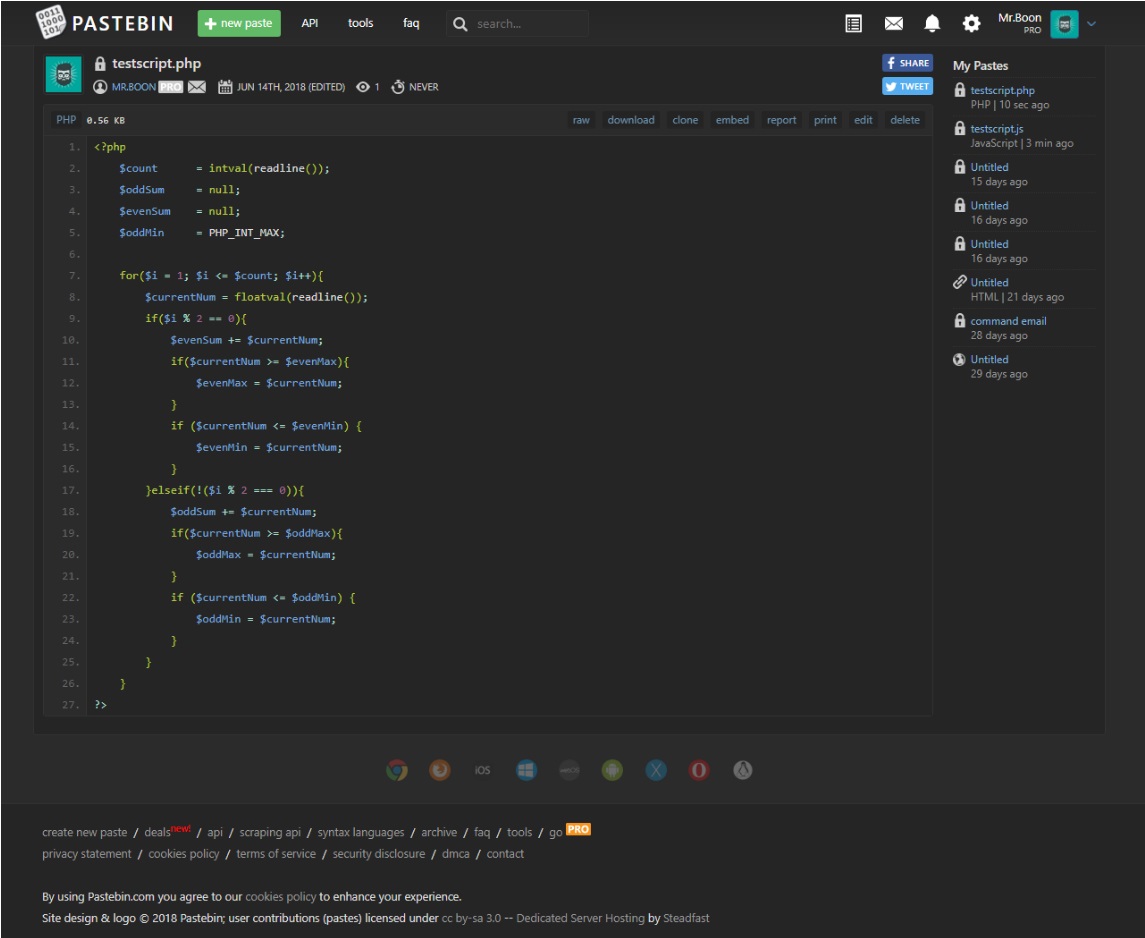 PASTEBIN + new paste API tools faq search... Mr.Boon
PRO
testscript.php
MR.BOON PRO JUN 14TH, 2018 (EDITED) 1 NEVER
SHARE
TWEET
PHP 0.56 KB raw download clone embed report print edit delete
1. <?php
2.     $count      = intval(readline());
3.     $oddSum     = null;
4.     $evenSum    = null;
5.     $oddMin     = PHP_INT_MAX;
6.
7.     for($i = 1; $i <= $count; $i++){
8.         $currentNum = floatval(readline());
9.         if($i % 2 == 0){
10.             $evenSum += $currentNum;
11.             if($currentNum >= $evenMax){
12.                 $evenMax = $currentNum;
13.             }
14.             if ($currentNum <= $evenMin) {
15.                 $evenMin = $currentNum;
16.             }
17.         }elseif(!($i % 2 === 0)){
18.             $oddSum += $currentNum;
19.             if($currentNum >= $oddMax){
20.                 $oddMax = $currentNum;
21.             }
22.             if ($currentNum <= $oddMin) {
23.                 $oddMin = $currentNum;
24.             }
25.         }
26.     }
27. ?>
My Pastes
testscript.php
PHP | 10 sec ago
testscript.js
JavaScript | 3 min ago
Untitled
15 days ago
Untitled
16 days ago
Untitled
16 days ago
Untitled
HTML | 21 days ago
command email
28 days ago
Untitled
29 days ago
iOS
create new paste / deals new! / api / scraping api / syntax languages / archive / faq / tools / go PRO
privacy statement / cookies policy / terms of service / security disclosure / dmca / contact
By using Pastebin.com you agree to our cookies policy to enhance your experience.
Site design & logo © 2018 Pastebin; user contributions (pastes) licensed under cc by-sa 3.0 -- Dedicated Server Hosting by Steadfast